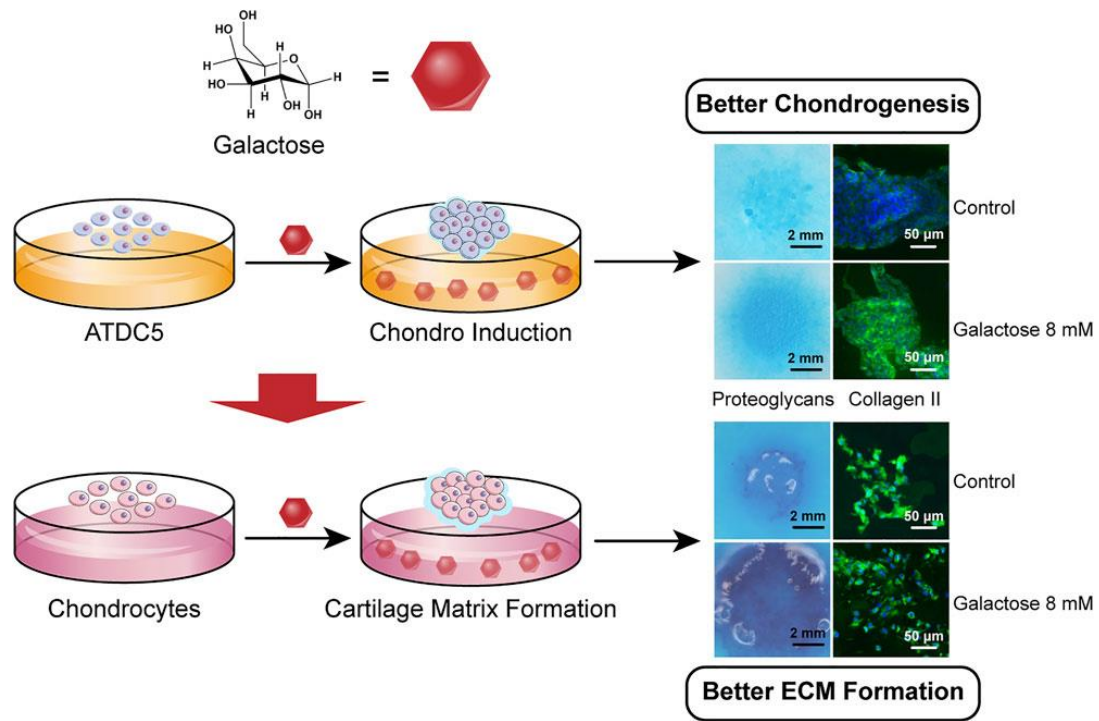 HO
OH
H
O
H
H
HO
H
OH
H
OH
=
Galactose
Better Chondrogenesis
Control
2 mm
50 µm
ATDC5
Chondro Induction
Galactose 8 mM
2 mm
50 µm
Proteoglycans
Collagen II
Control
2 mm
50 µm
Chondrocytes
Cartilage Matrix Formation
Galactose 8 mM
2 mm
50 µm
Better ECM Formation